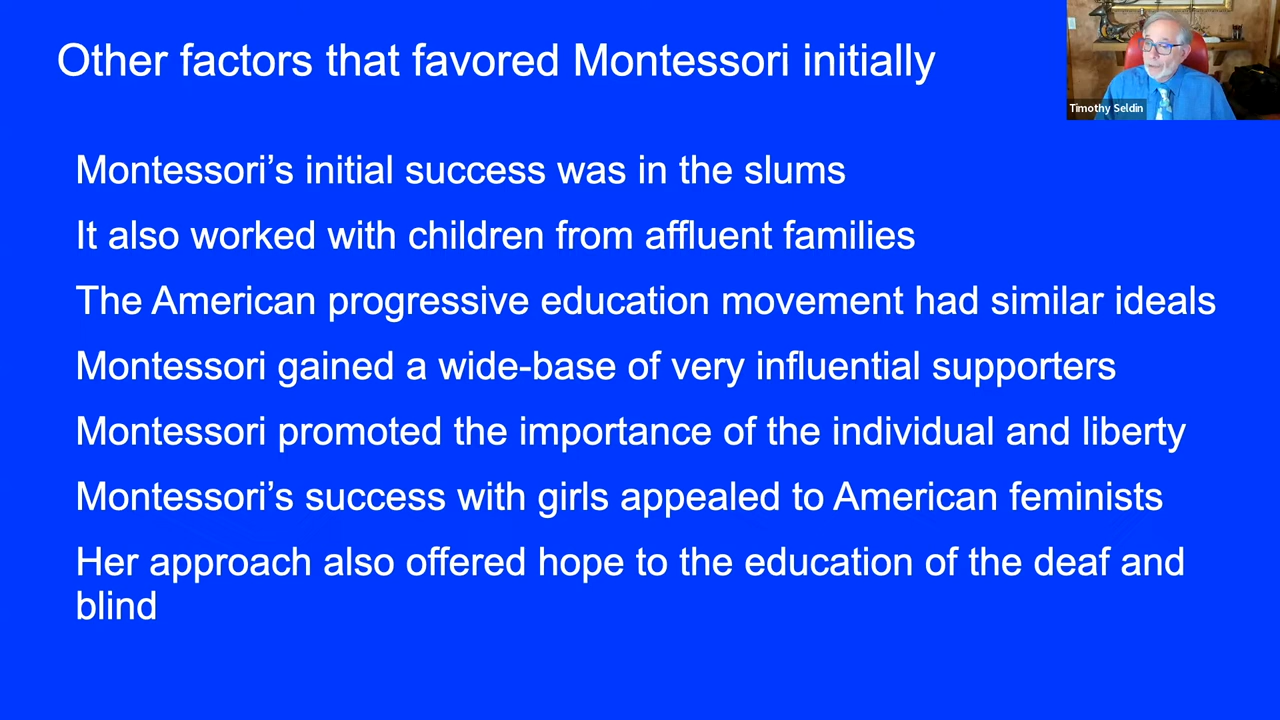 Other factors that favored Montessori initially
Timothy Seldin
Montessori’s initial success was in the slums
It also worked with children from affluent families
The American progressive education movement had similar ideals
Montessori gained a wide-base of very influential supporters
Montessori promoted the importance of the individual and liberty
Montessori’s success with girls appealed to American feminists
Her approach also offered hope to the education of the deaf and
blind